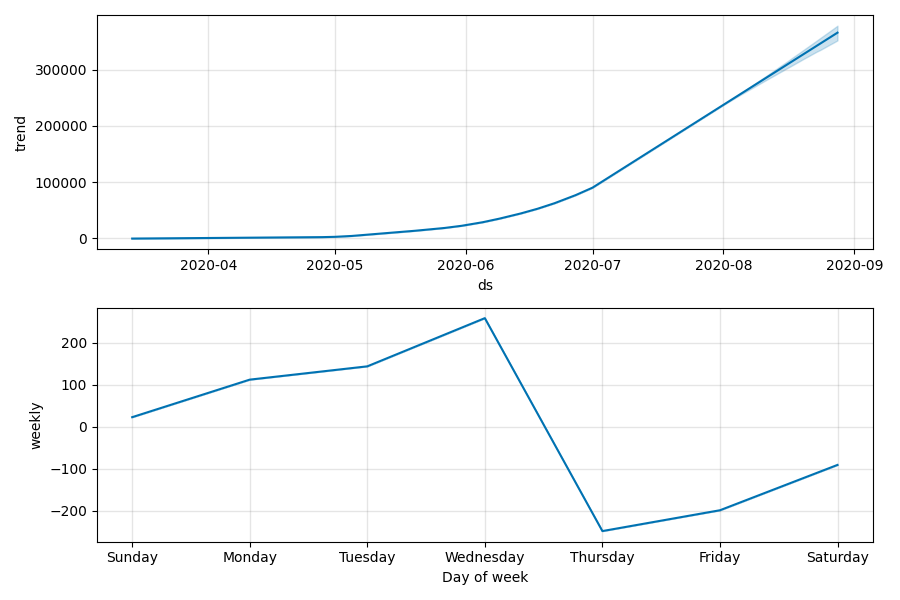 300000
200000
100000
0
trend
2020-04 2020-05 2020-06 2020-07 2020-08 2020-09
ds
200
100
0
−100
−200
weekly
Sunday Monday Tuesday Wednesday Thursday Friday Saturday
Day of week